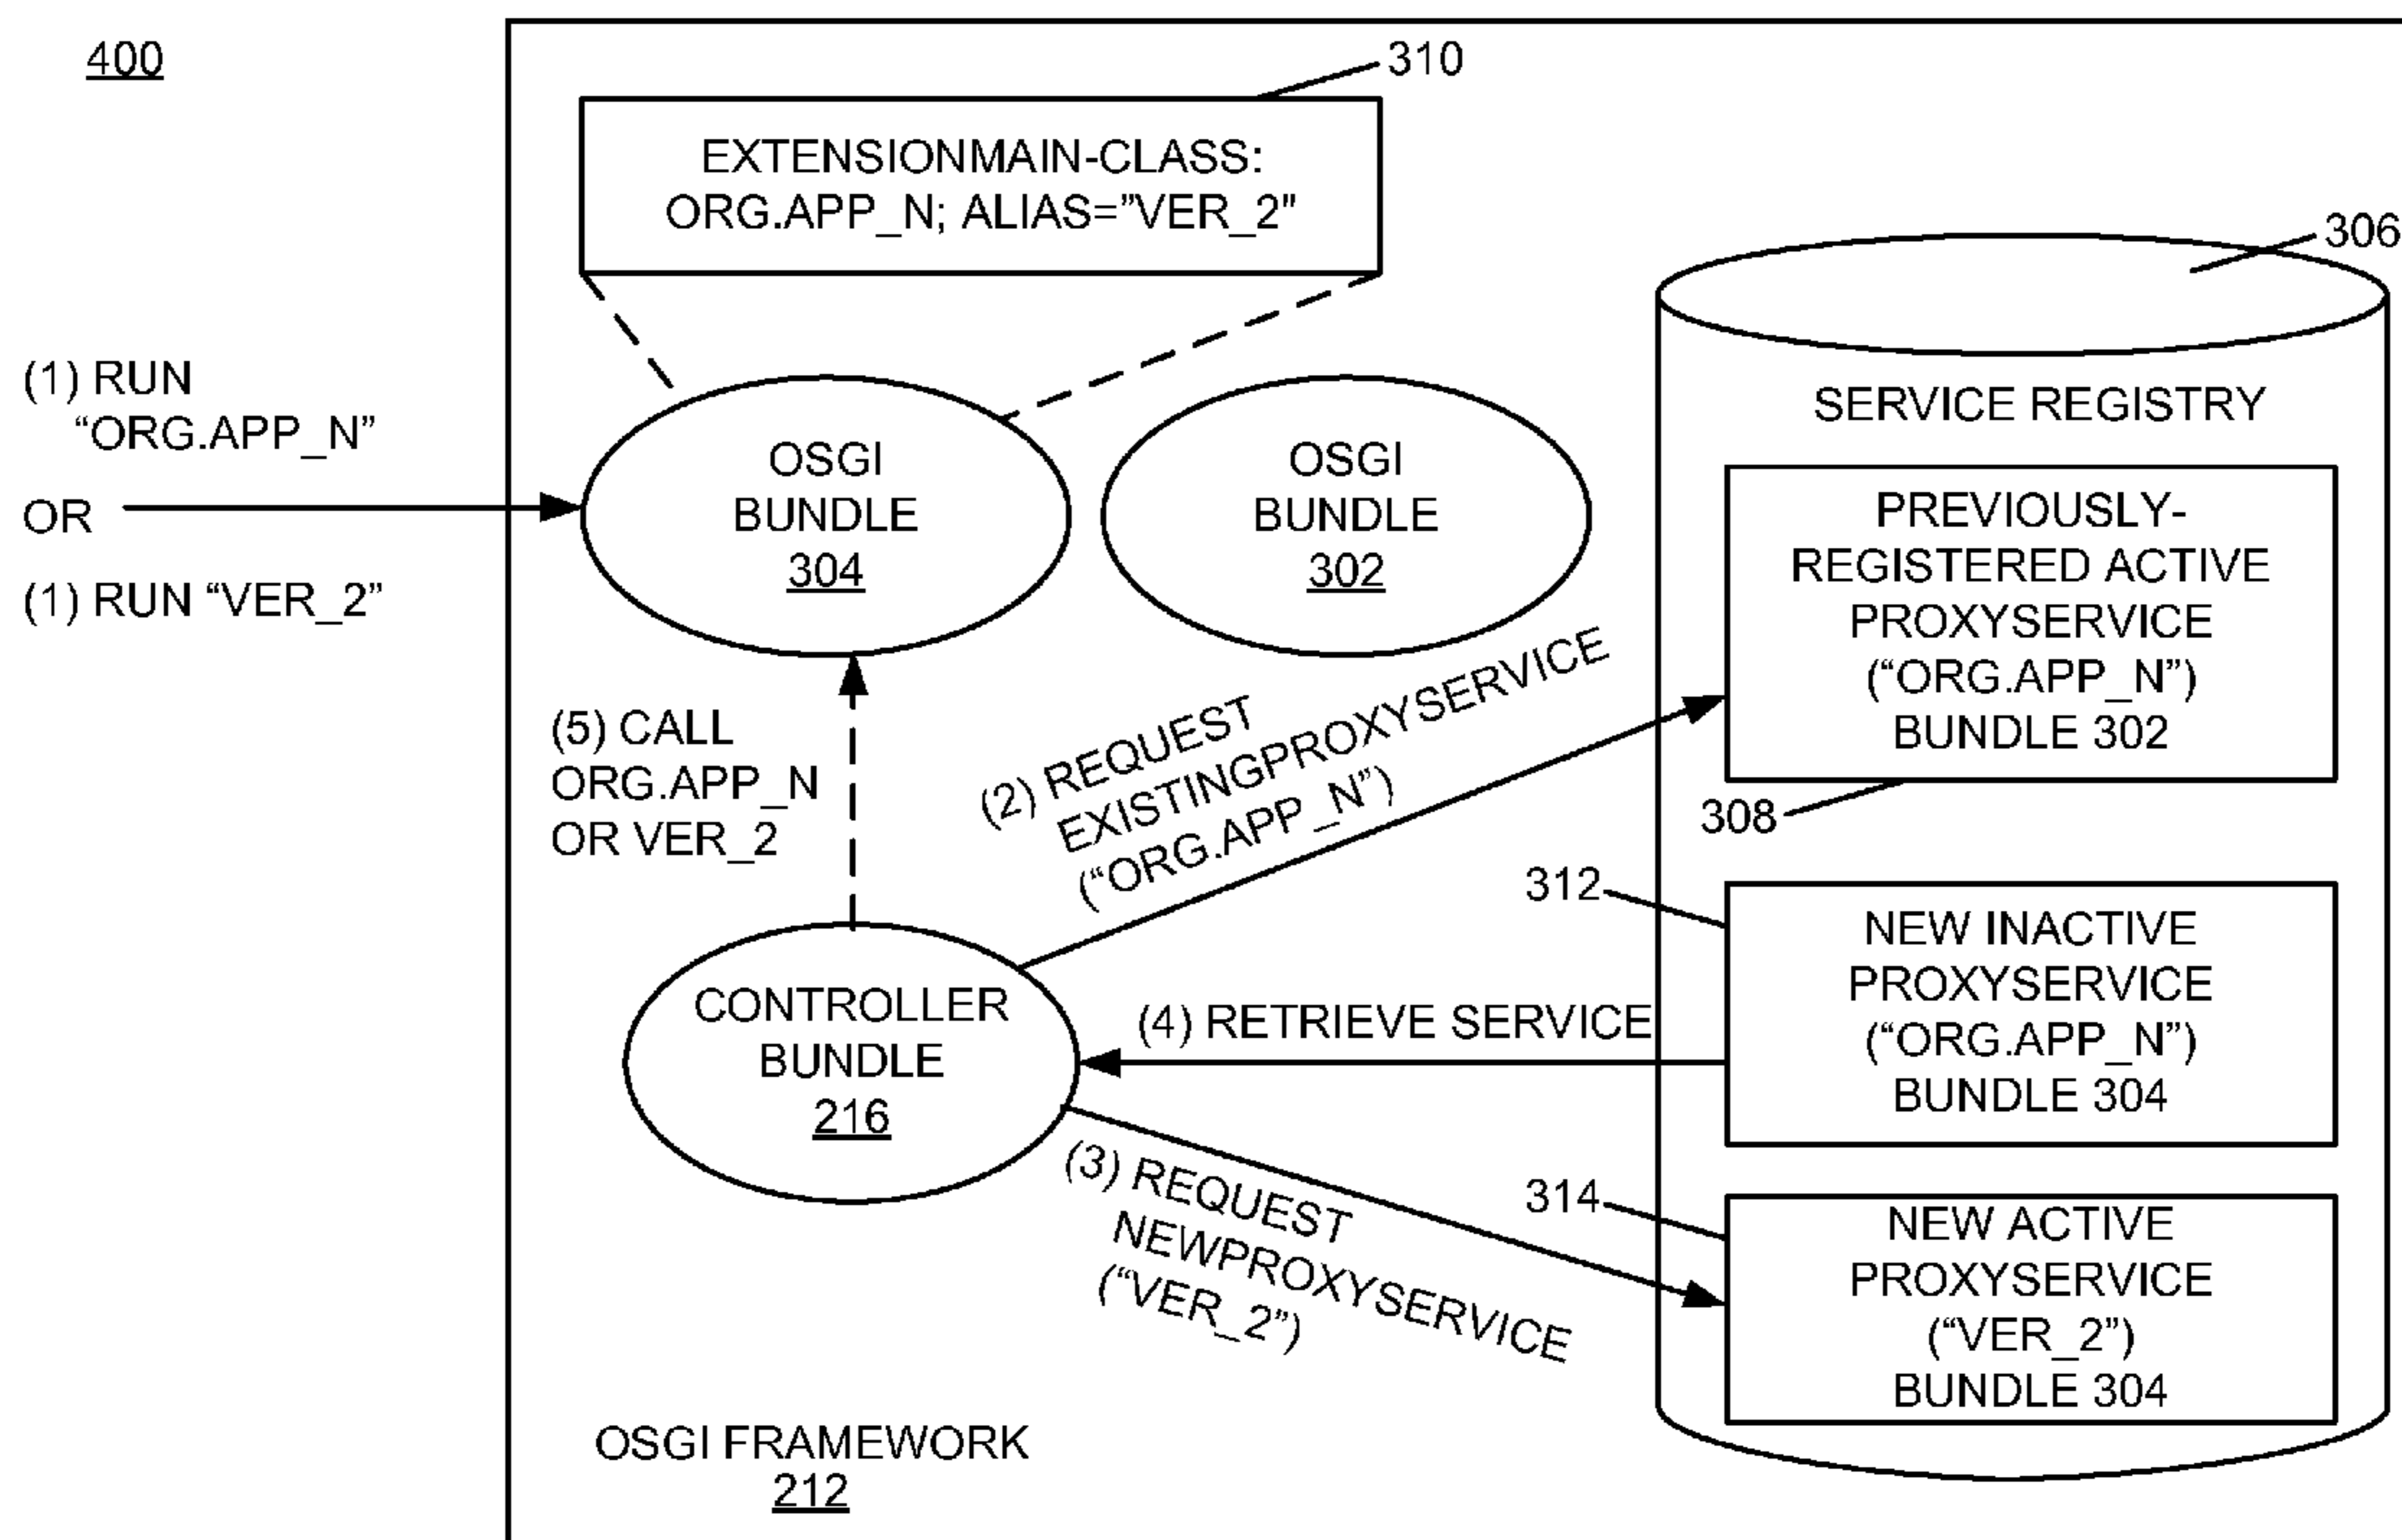 400
310
EXTENSIONMAIN-CLASS:
ORG.APP_N; ALIAS=”VER_2”
306
(1) RUN
“ORG.APP_N”
OR
(1) RUN “VER_2”
OSGI
BUNDLE
304
OSGI
BUNDLE
302
SERVICE REGISTRY
PREVIOUSLY-
REGISTERED ACTIVE
PROXYSERVICE
(“ORG.APP_N”)
BUNDLE 302
308
(5) CALL
ORG.APP_N
OR VER_2
(2) REQUEST
EXISTINGPROXYSERVICE
(“ORG.APP_N”)
312
NEW INACTIVE
PROXYSERVICE
(“ORG.APP_N”)
BUNDLE 304
CONTROLLER
BUNDLE
216
(4) RETRIEVE SERVICE
(3) REQUEST
NEWPROXYSERVICE
(“VER_2”)
314
NEW ACTIVE
PROXYSERVICE
(“VER_2”)
BUNDLE 304
OSGI FRAMEWORK
212